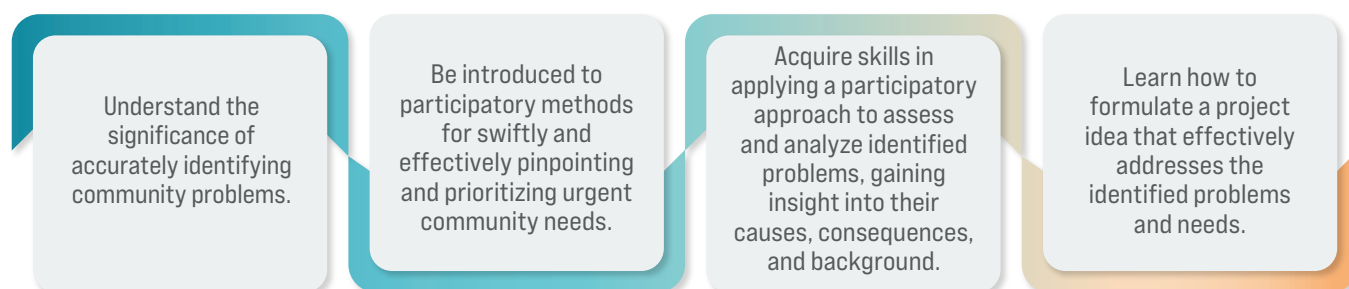 Understand the
significance of
accurately identifying
community problems.
Be introduced to
participatory methods
for swiftly and
effectively pinpointing
and prioritizing urgent
community needs.
Acquire skills in
applying a participatory
approach to assess
and analyze identified
problems, gaining
insight into their
causes, consequences,
and background.
Learn how to
formulate a project
idea that effectively
addresses the
identified problems
and needs.